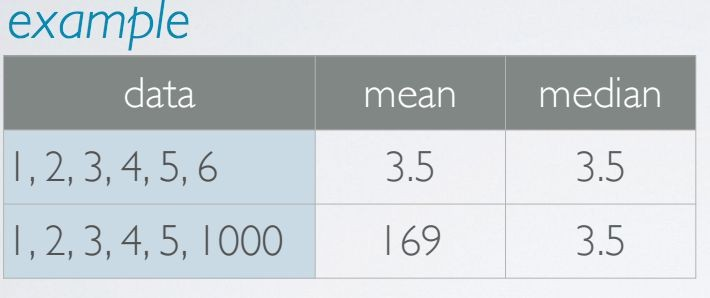 example
data mean median
1, 2, 3, 4, 5, 6 3.5 3.5
1, 2, 3, 4, 5, 1000 169 3.5